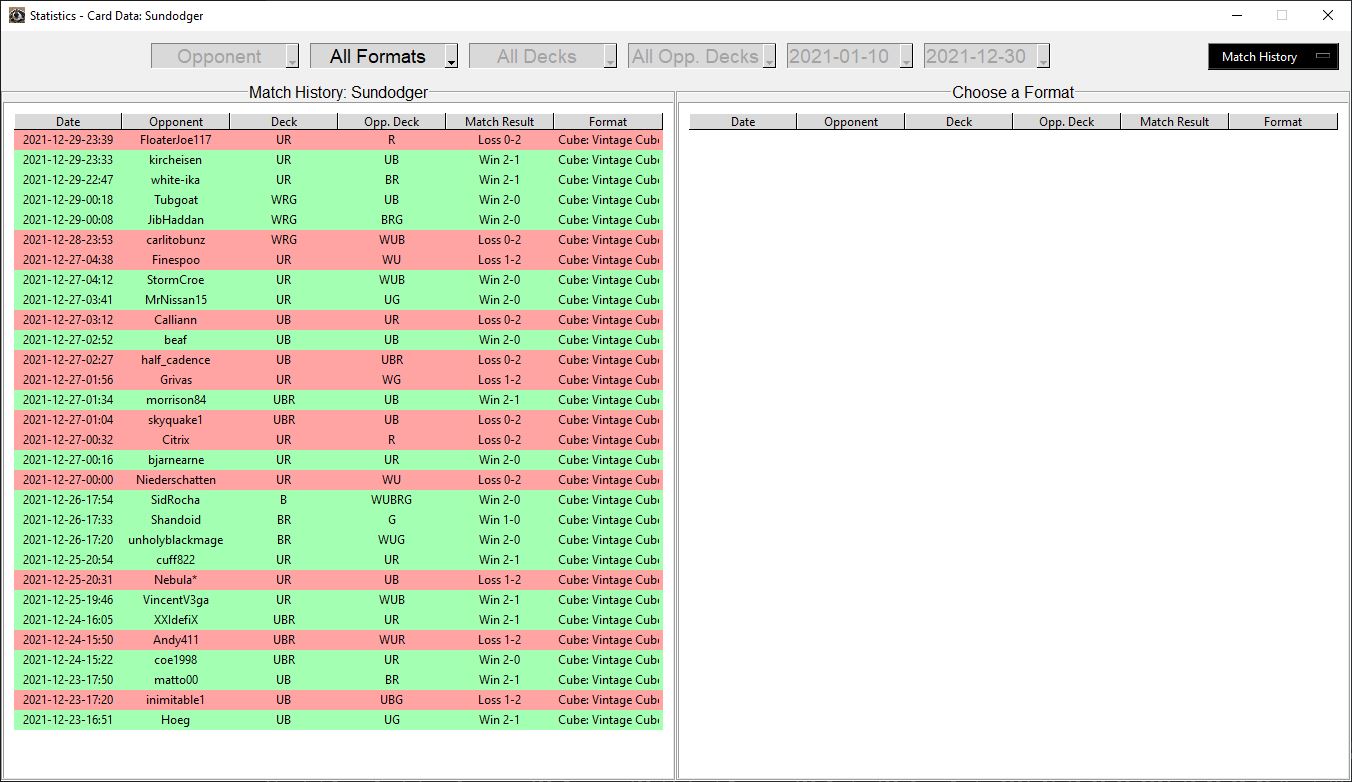 Statistics - Card Data: Sundodger
Opponent All Formats All Decks All Opp. Decks 2021-01-10 2021-12-30 Match History
Match History: Sundodger
Date Opponent Deck Opp. Deck Match Result Format
2021-12-29-23:39 FloaterJoe117 UR R Loss 0-2 Cube: Vintage Cub
2021-12-29-23:33 kircheisen UR UB Win 2-1 Cube: Vintage Cub
2021-12-29-22:47 white-ika UR BR Win 2-1 Cube: Vintage Cub
2021-12-29-00:18 Tubgoat WRG UB Win 2-0 Cube: Vintage Cub
2021-12-29-00:08 JibHaddan WRG BRG Win 2-0 Cube: Vintage Cub
2021-12-28-23:53 carlitobunz WRG WUB Loss 0-2 Cube: Vintage Cub
2021-12-27-04:38 Finespoo UR WU Loss 1-2 Cube: Vintage Cub
2021-12-27-04:12 StormCroe UR WUB Win 2-0 Cube: Vintage Cub
2021-12-27-03:41 MrNissan15 UR UG Win 2-0 Cube: Vintage Cub
2021-12-27-03:12 Calliann UB UR Loss 0-2 Cube: Vintage Cub
2021-12-27-02:52 beaf UB UB Win 2-0 Cube: Vintage Cub
2021-12-27-02:27 half_cadence UB UBR Loss 0-2 Cube: Vintage Cub
2021-12-27-01:56 Grivas UR WG Loss 1-2 Cube: Vintage Cub
2021-12-27-01:34 morrison84 UBR UB Win 2-1 Cube: Vintage Cub
2021-12-27-01:04 skyquake1 UBR UB Loss 0-2 Cube: Vintage Cub
2021-12-27-00:32 Citrix UR R Loss 0-2 Cube: Vintage Cub
2021-12-27-00:16 bjarnearne UR UR Win 2-0 Cube: Vintage Cub
2021-12-27-00:00 Niederschatten UR WU Loss 0-2 Cube: Vintage Cub
2021-12-26-17:54 SidRocha B WUBRG Win 2-0 Cube: Vintage Cub
2021-12-26-17:33 Shandoid BR G Win 1-0 Cube: Vintage Cub
2021-12-26-17:20 unholyblackmage BR WUG Win 2-0 Cube: Vintage Cub
2021-12-25-20:54 cuff822 UR UR Win 2-1 Cube: Vintage Cub
2021-12-25-20:31 Nebula* UR UB Loss 1-2 Cube: Vintage Cub
2021-12-25-19:46 VincentV3ga UR WUB Win 2-1 Cube: Vintage Cub
2021-12-24-16:05 XXIdefiX UBR UR Win 2-1 Cube: Vintage Cub
2021-12-24-15:50 Andy411 UBR WUR Loss 1-2 Cube: Vintage Cub
2021-12-24-15:22 coe1998 UBR UR Win 2-0 Cube: Vintage Cub
2021-12-23-17:50 matto00 UB BR Win 2-1 Cube: Vintage Cub
2021-12-23-17:20 inimitable1 UB UBG Loss 1-2 Cube: Vintage Cub
2021-12-23-16:51 Hoeg UB UG Win 2-1 Cube: Vintage Cub
Choose a Format
Date Opponent Deck Opp. Deck Match Result Format